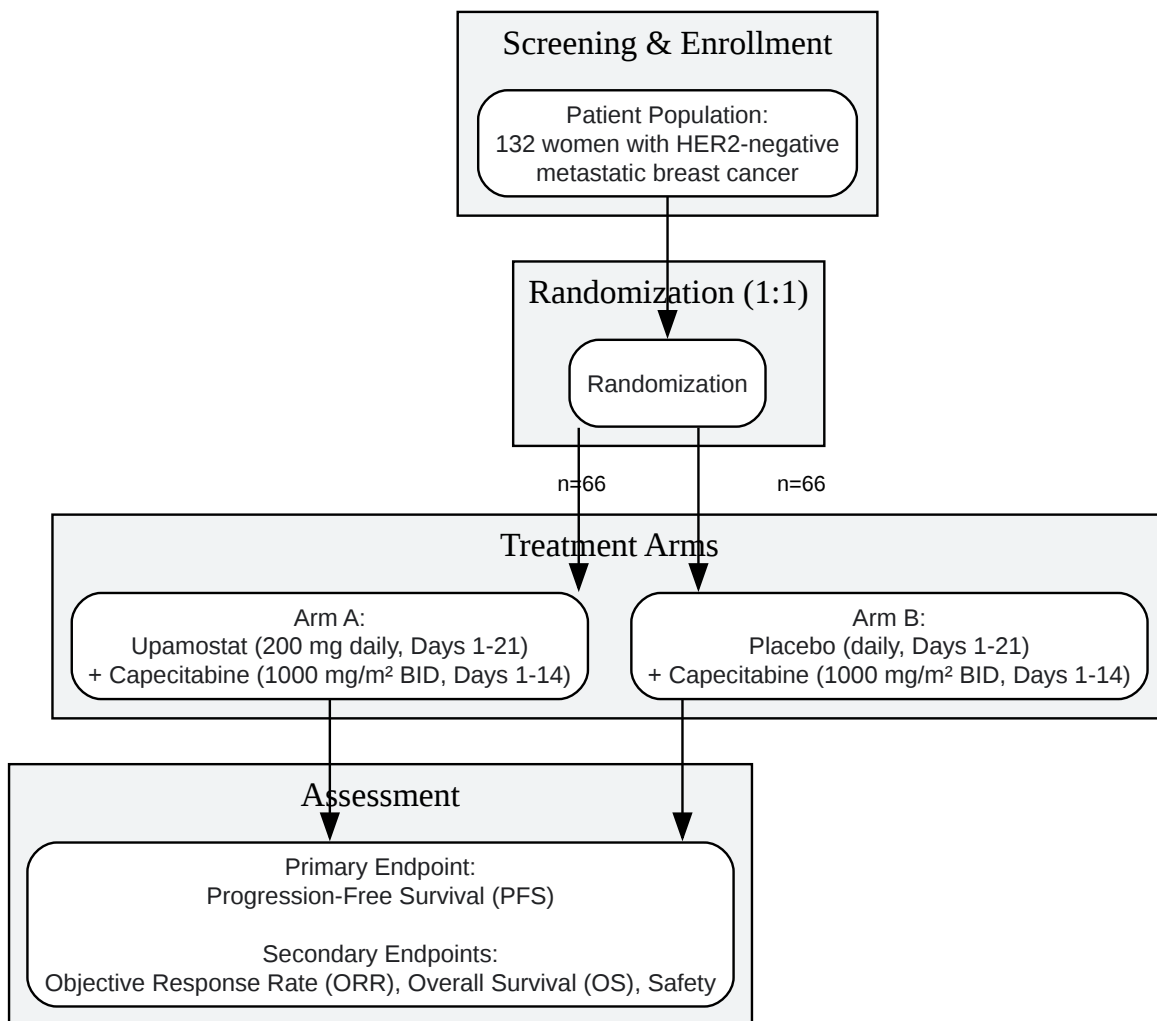 Screening & Enrollment
Patient Population:
132 women with HER2-negative
metastatic breast cancer
Randomization (1:1)
Randomization
n=66
n=66
Treatment Arms
Arm A:
Upamostat (200 mg daily, Days 1-21)
+ Capecitabine (1000 mg/m² BID, Days 1-14)
Arm B:
Placebo (daily, Days 1-21)
+ Capecitabine (1000 mg/m² BID, Days 1-14)
Assessment
Primary Endpoint:
Progression-Free Survival (PFS)
Secondary Endpoints:
Objective Response Rate (ORR), Overall Survival (OS), Safety